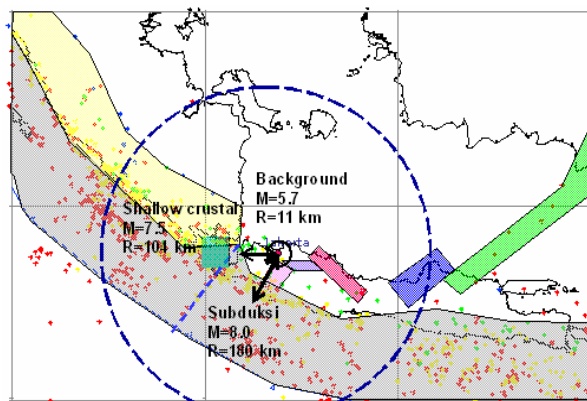 Background
M=5.7
R=11 km
Shallow crustal
M=7.5
R=104 km
Subduksi
M=8.0
R=180 km